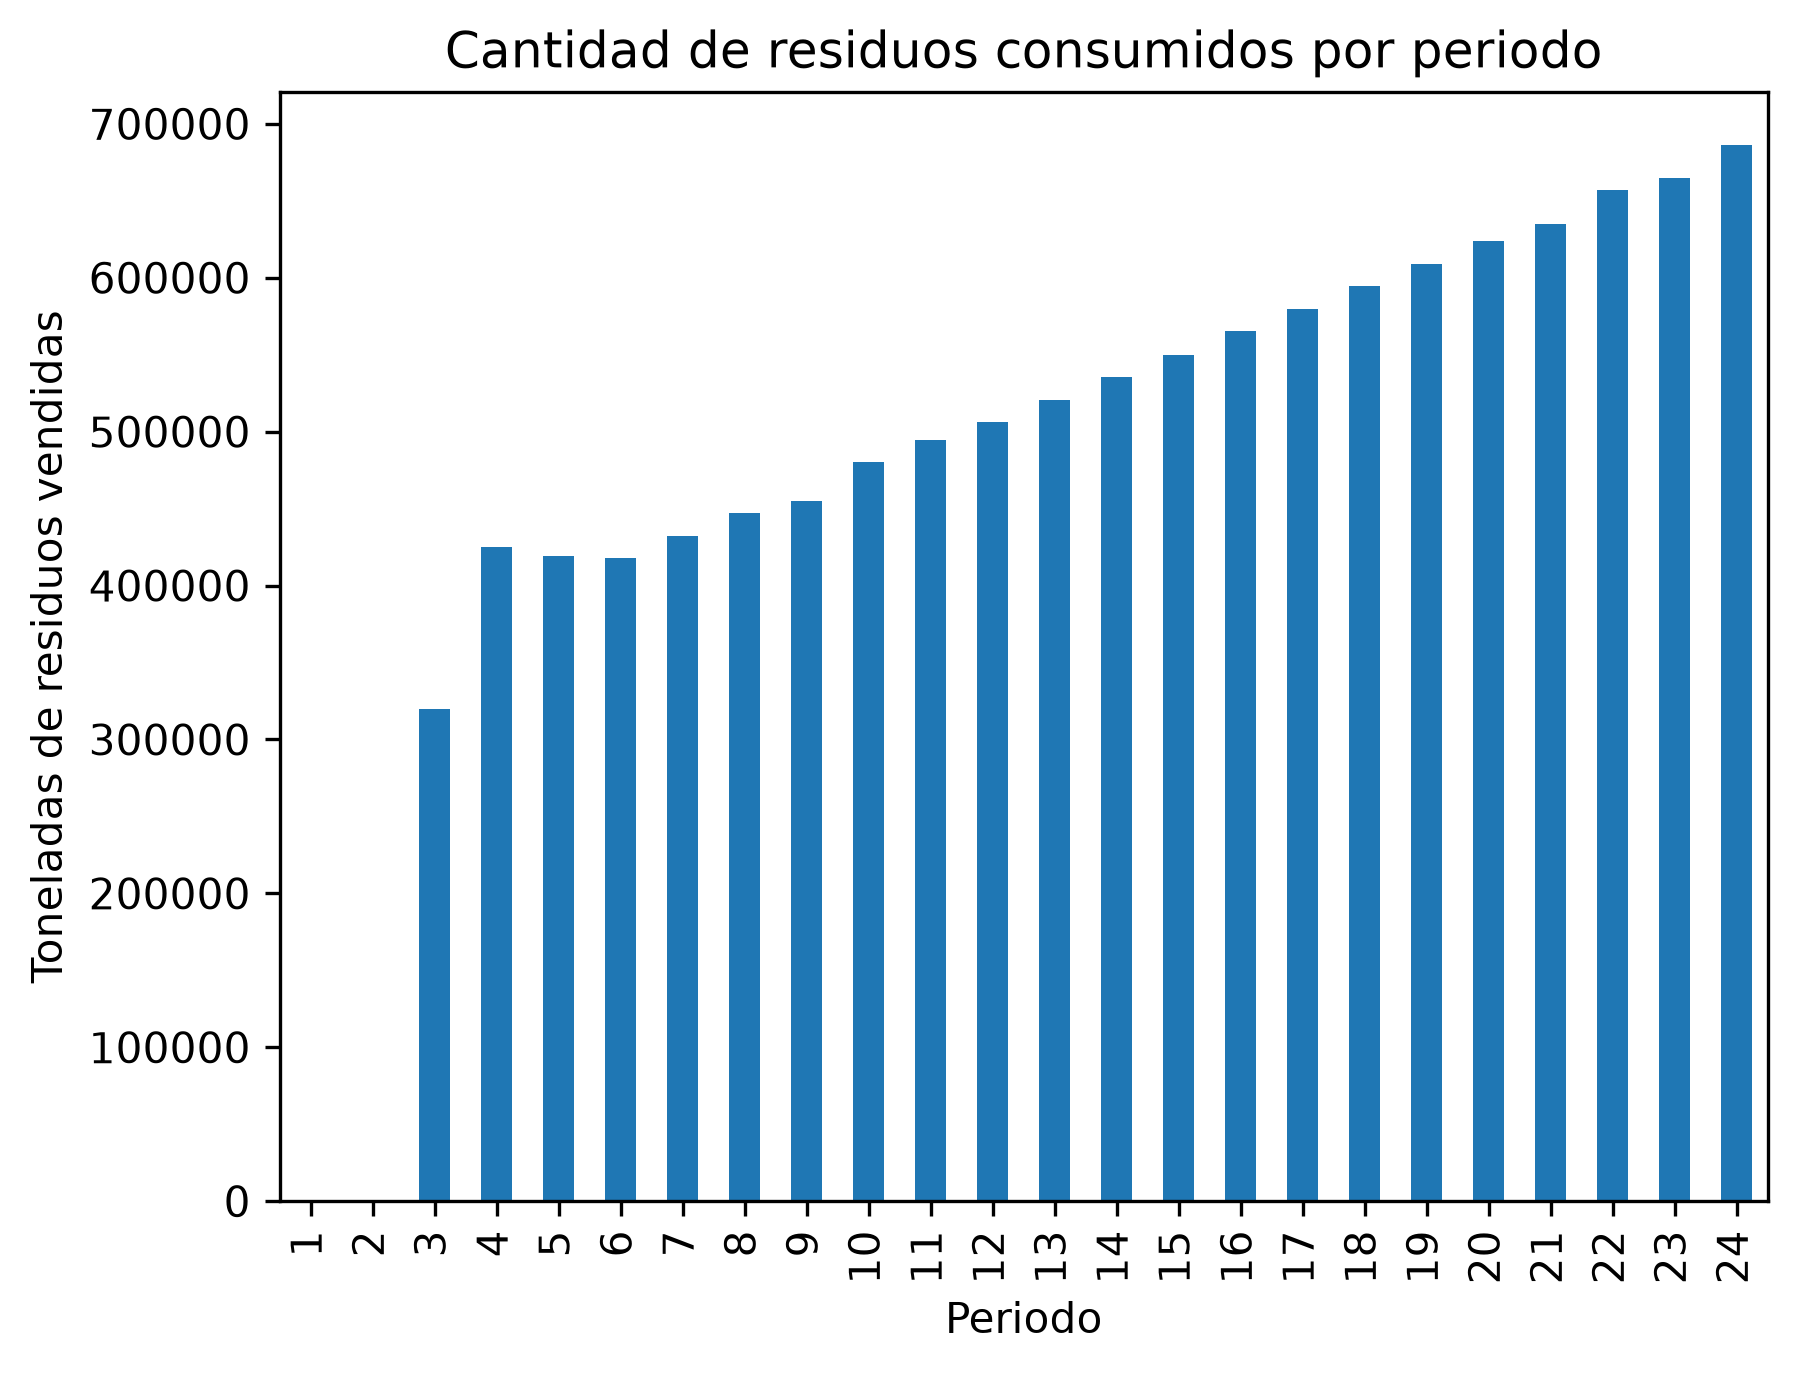 Cantidad de residuos consumidos por periodo
700000
600000
500000
400000
300000
200000
100000
0
Toneladas de residuos vendidas
1 2 3 4 5 6 7 8 9 10 11 12 13 14 15 16 17 18 19 20 21 22 23 24
Periodo